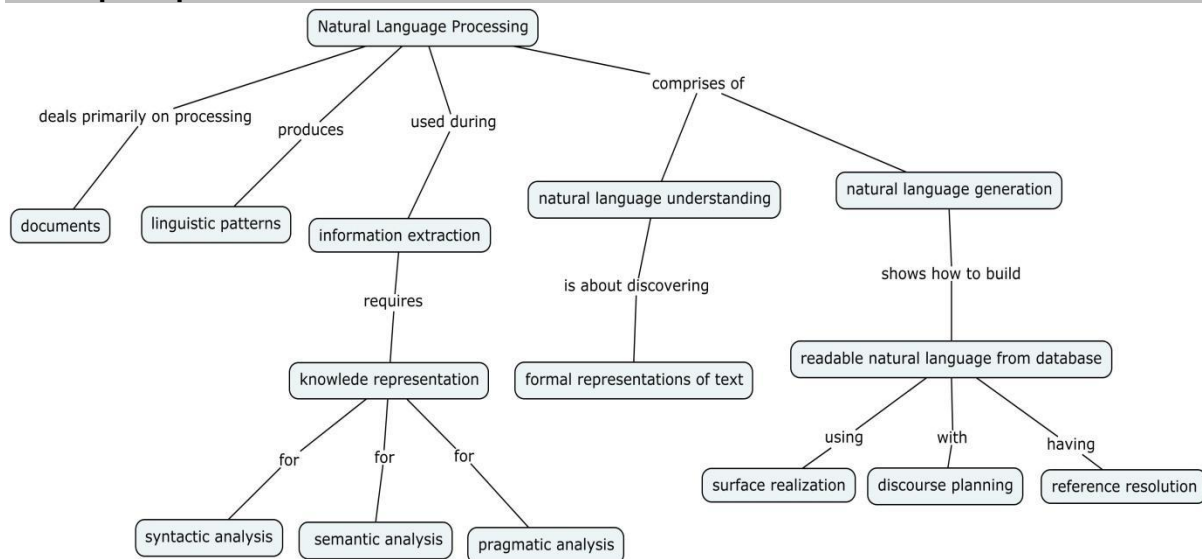 Natural Language Processing
comprises of
deals primarily on processing
produces
used during
natural language understanding
natural language generation
documents
linguistic patterns
information extraction
is about discovering
shows how to build
requires
knowlede representation
formal representations of text
readable natural language from database
using
with
having
for
for
for
surface realization
discourse planning
reference resolution
syntactic analysis
semantic analysis
pragmatic analysis